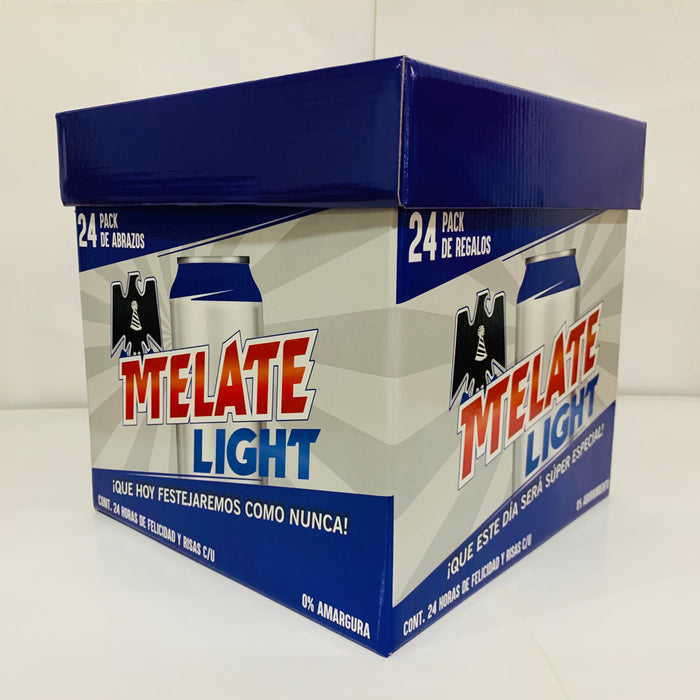 24 PACK
DE ABRAZOS
MELATE
LIGHT
¡QUE HOY FESTEJAREMOS COMO NUNCA!
CONT. 24 HORAS DE FELICIDAD Y RISAS C/U
0% AMARGURA
24 PACK
DE REGALOS
MELATE
LIGHT
¡QUE ESTE DÍA SERÁ SÚPER ESPECIAL!
CONT. 24 HORAS DE FELICIDAD Y RISAS C/U
0% ABURRIMIENTO